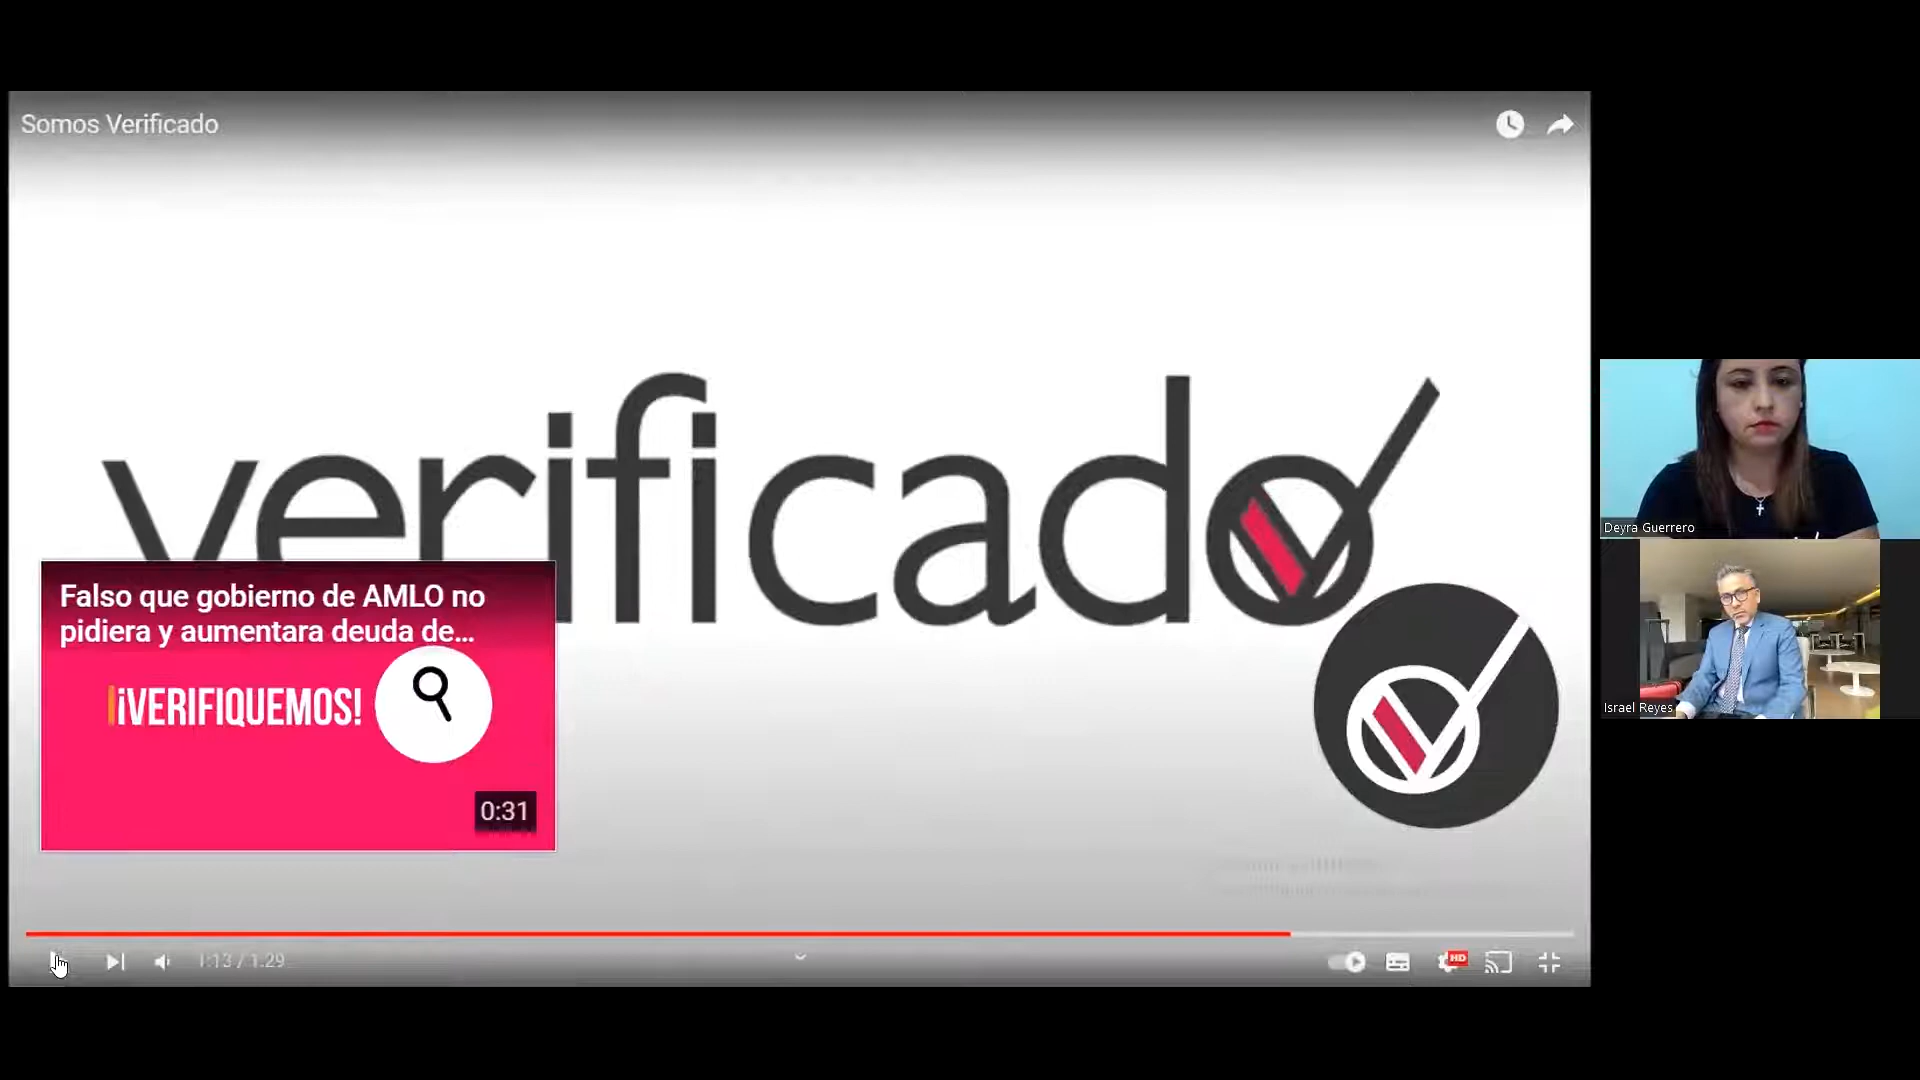 Somos Verificado
verificado
Falso que gobierno de AMLO no
pidiera y aumentara deuda de...
¡VERIFIQUEMOS!
0:31
1:13 / 1:29
HD
Deyra Guerrero
Israel Reyes